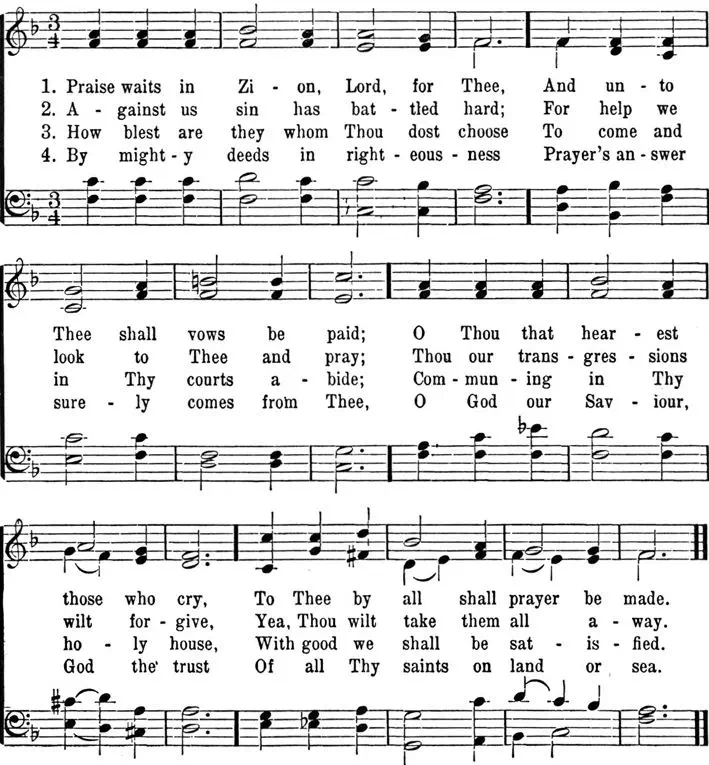 3 4
1. Praise waits in Zi - on, Lord, for Thee, And un - to
2. A - gainst us sin has bat - tled hard; For help we
3. How blest are they whom Thou dost choose To come and
4. By might - y deeds in right - eous - ness Prayer's an - swer
3 4
Thee shall vows be paid; O Thou that hear - est
look to Thee and pray; Thou our trans - gres - sions
in Thy courts a - bide; Com - mun - ing in Thy
sure - ly comes from Thee, O God our Sav - iour,
those who cry, To Thee by all shall prayer be made.
wilt for - give, Yea, Thou wilt take them all a - way.
ho - ly house, With good we shall be sat - is - fied.
God the trust Of all Thy saints on land or sea.